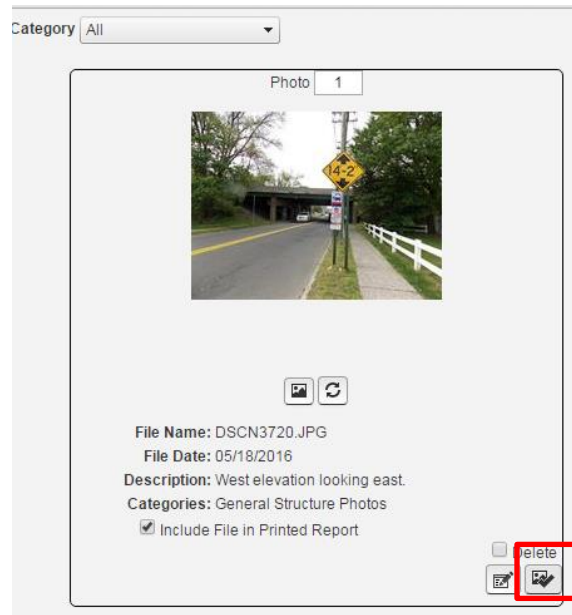 Category All
Photo 1
14-2
File Name: DSCN3720.JPG
File Date: 05/18/2016
Description: West elevation looking east.
Categories: General Structure Photos
Include File in Printed Report
Delete